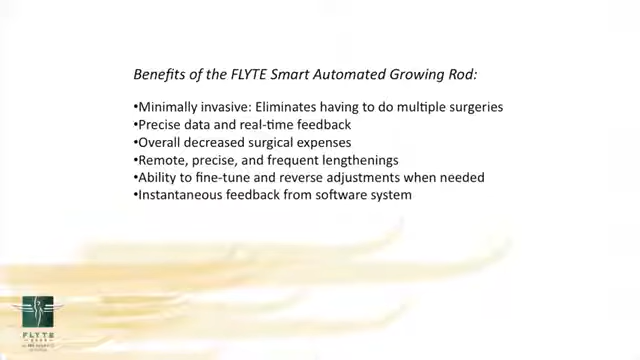 Benefits of the FLYTE Smart Automated Growing Rod:
•Minimally invasive: Eliminates having to do multiple surgeries
•Precise data and real-time feedback
•Overall decreased surgical expenses
•Remote, precise, and frequent lengthenings
•Ability to fine-tune and reverse adjustments when needed
•Instantaneous feedback from software system
FLYTE